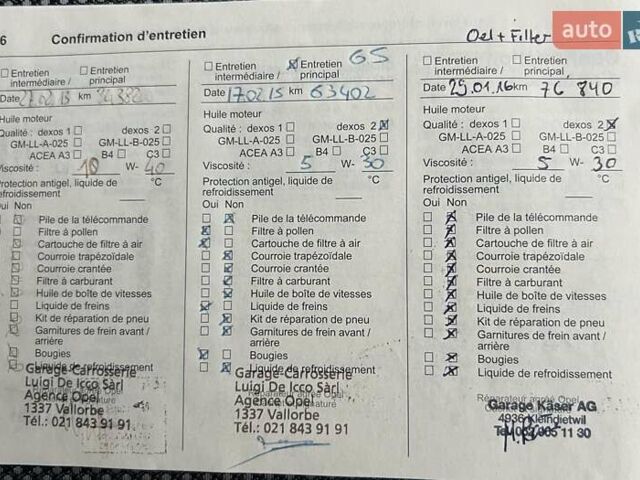 6 Confirmation d'entretien
Oel + Filter
auto
Entretien intermédiaire /
Entretien principal
Date 27.02.13 km
Huile moteur
Qualité : dexos 1
dexos 2
GM-LL-A-025
GM-LL-B-025
ACEA A3
B4
C3
Viscosité : 10 W- 40
Protection antigel, liquide de refroidissement °C
Oui Non
Pile de la télécommande
Filtre à pollen
Cartouche de filtre à air
Courroie trapézoïdale
Courroie crantée
Filtre à carburant
Huile de boîte de vitesses
Liquide de freins
Kit de réparation de pneu
Garnitures de frein avant /
arrière
Bougies
Liquide de refroidissement
Garage-Carrosserie
Luigi De Icco Sàrl
Agence Opel
1337 Vallorbe
Tél.: 021 843 91 91
Entretien intermédiaire /
Entretien principal
GS
Date 17.02.15 km 63402
Huile moteur
Qualité : dexos 1
dexos 2
GM-LL-A-025
GM-LL-B-025
ACEA A3
B4
C3
Viscosité : 5 W- 30
Protection antigel, liquide de
refroidissement °C
Oui Non
Pile de la télécommande
Filtre à pollen
Cartouche de filtre à air
Courroie trapézoïdale
Courroie crantée
Filtre à carburant
Huile de boîte de vitesses
Liquide de freins
Kit de réparation de pneu
Garnitures de frein avant /
arrière
Bougies
Liquide de refroidissement
Garage-Carrosserie
Luigi De Icco Sàrl
Agence Opel
1337 Vallorbe
Tél.: 021 843 91 91
Entretien intermédiaire /
Entretien principal
Date 25.01.16 km 76 840
Huile moteur
Qualité : dexos 1
dexos 2
GM-LL-A-025
GM-LL-B-025
ACEA A3
B4
C3
Viscosité : 5 W- 30
Protection antigel, liquide de
refroidissement °C
Oui Non
Pile de la télécommande
Filtre à pollen
Cartouche de filtre à air
Courroie trapézoïdale
Courroie crantée
Filtre à carburant
Huile de boîte de vitesses
Liquide de freins
Kit de réparation de pneu
Garnitures de frein avant /
arrière
Bougies
Liquide de refroidissement
Réparateur agréé Opel
Garage Käser AG
4936 Kleindietwil